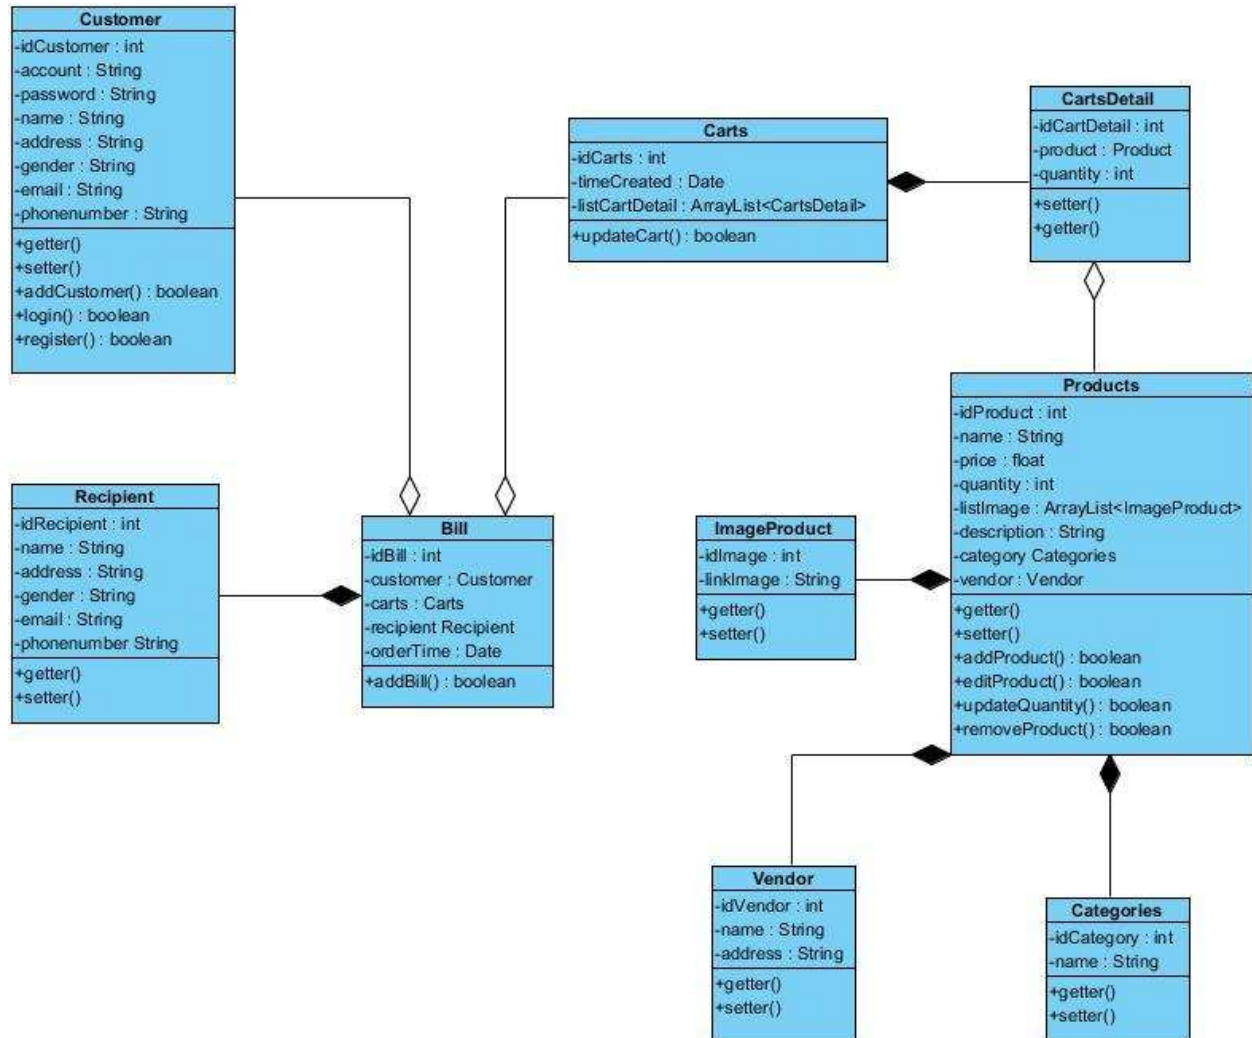 Customer
-idCustomer : int
-account : String
-password : String
-name : String
-address : String
-gender : String
-email : String
-phonenumber : String
+getter()
+setter()
+addCustomer() : boolean
+login() : boolean
+register() : boolean
Carts
-idCarts : int
-timeCreated : Date
-listCartDetail : ArrayList<CartsDetail>
+updateCart() : boolean
CartsDetail
-idCartDetail : int
-product : Product
-quantity : int
+setter()
+getter()
Recipient
-idRecipient : int
-name : String
-address : String
-gender : String
-email : String
-phonenumber String
+getter()
+setter()
Bill
-idBill : int
-customer : Customer
-carts : Carts
-recipient Recipient
-orderTime : Date
+addBill() : boolean
ImageProduct
-idImage : int
-linkImage : String
+getter()
+setter()
Products
-idProduct : int
-name : String
-price : float
-quantity : int
-listImage : ArrayList<ImageProduct>
-description : String
-category Categories
-vendor : Vendor
+getter()
+setter()
+addProduct() : boolean
+editProduct() : boolean
+updateQuantity() : boolean
+removeProduct() : boolean
Vendor
-idVendor : int
-name : String
-address : String
+getter()
+setter()
Categories
-idCategory : int
-name : String
+getter()
+setter()